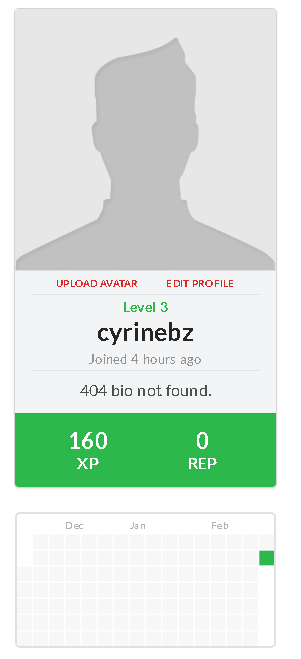 UPLOAD AVATAR EDIT PROFILE
Level 3
cyrinebz
Joined 4 hours ago
404 bio not found.
160 0
XP REP
Dec Jan Feb